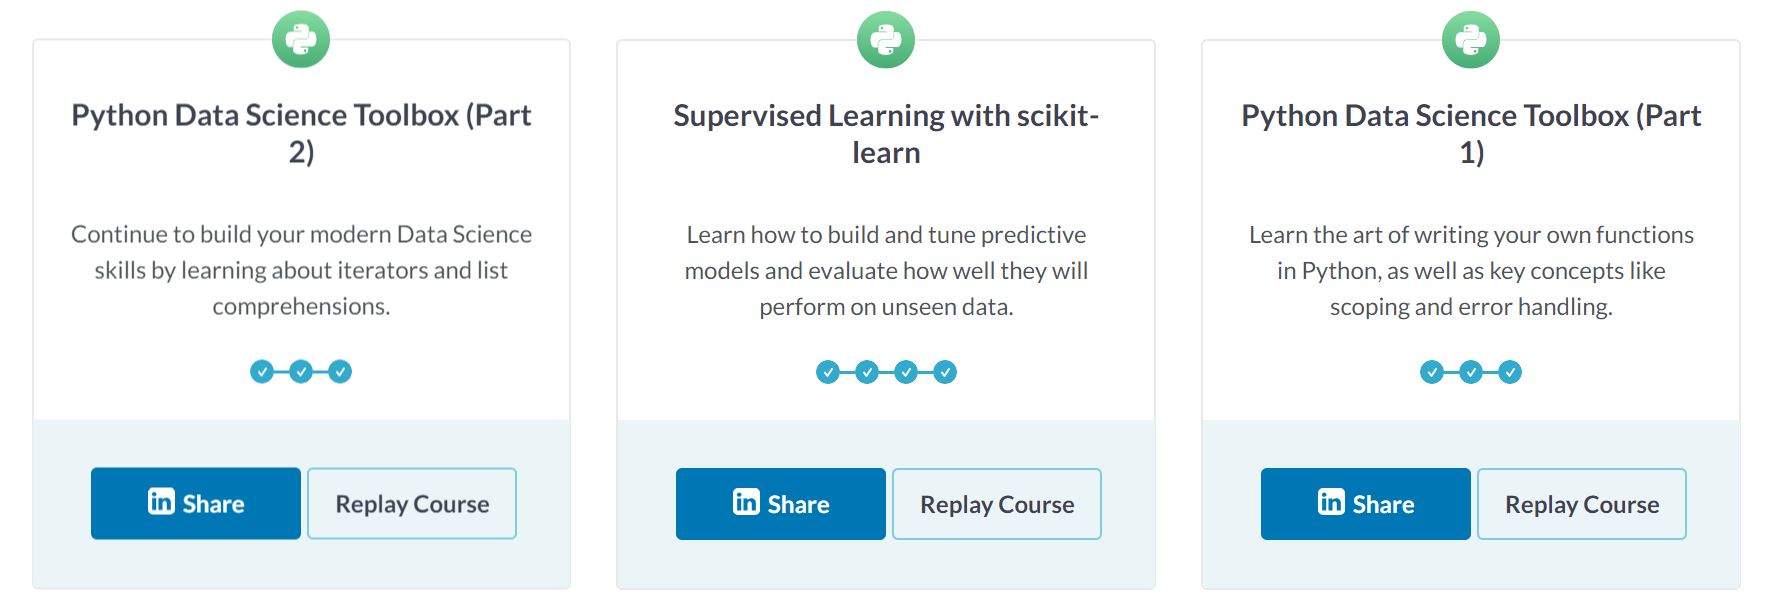 Python Data Science Toolbox (Part
2)
Continue to build your modern Data Science
skills by learning about iterators and list
comprehensions.
in Share
Replay Course
Supervised Learning with scikit-
learn
Learn how to build and tune predictive
models and evaluate how well they will
perform on unseen data.
in Share
Replay Course
Python Data Science Toolbox (Part
1)
Learn the art of writing your own functions
in Python, as well as key concepts like
scoping and error handling.
in Share
Replay Course